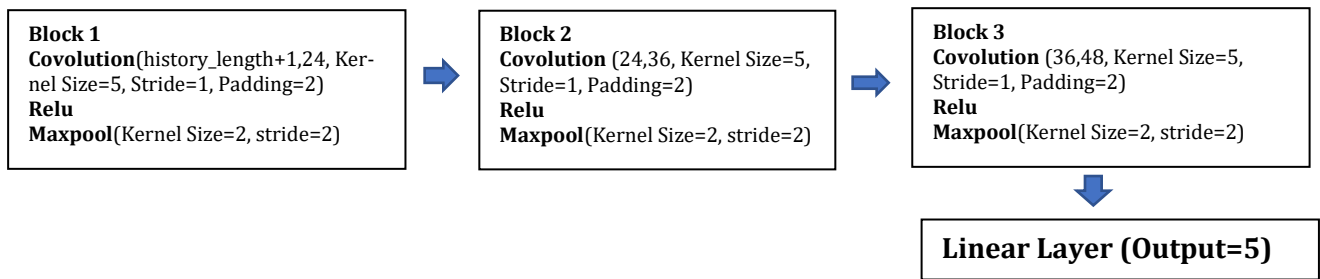 Block 1
Covolution(history_length+1,24, Ker-
nel Size=5, Stride=1, Padding=2)
Relu
Maxpool(Kernel Size=2, stride=2)
Block 2
Covolution (24,36, Kernel Size=5,
Stride=1, Padding=2)
Relu
Maxpool(Kernel Size=2, stride=2)
Block 3
Covolution (36,48, Kernel Size=5,
Stride=1, Padding=2)
Relu
Maxpool(Kernel Size=2, stride=2)
Linear Layer (Output=5)